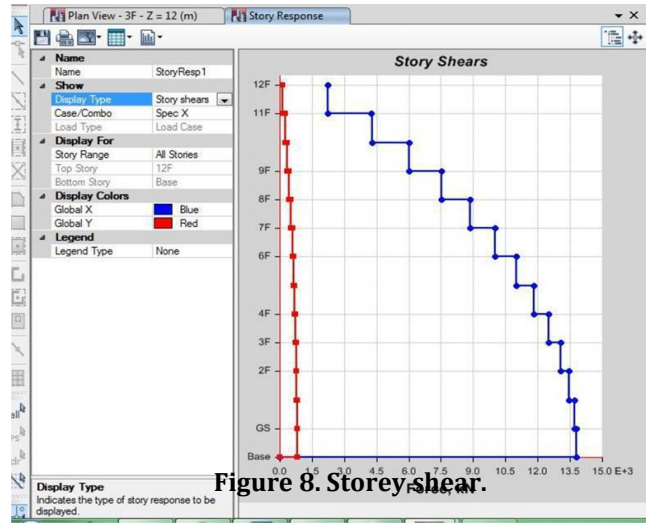 Plan View - 3F - Z = 12 (m)
Story Response
Name
Name StoryResp1
Show
Display Type Story shears
Case/Combo Spec X
Load Type Load Case
Display For
Story Range All Stories
Top Story 12F
Bottom Story Base
Display Colors
Global X Blue
Global Y Red
Legend
Legend Type None
Display Type
Indicates the type of story response to be
displayed.
Story Shears
12F
11F
9F
8F
7F
6F
4F
3F
2F
GS
Base
0.0 1.5 3.0 4.5 6.0 7.5 9.0 10.5 12.0 13.5 15.0 E+3
Force, kN
Figure 8. Storey shear.
all